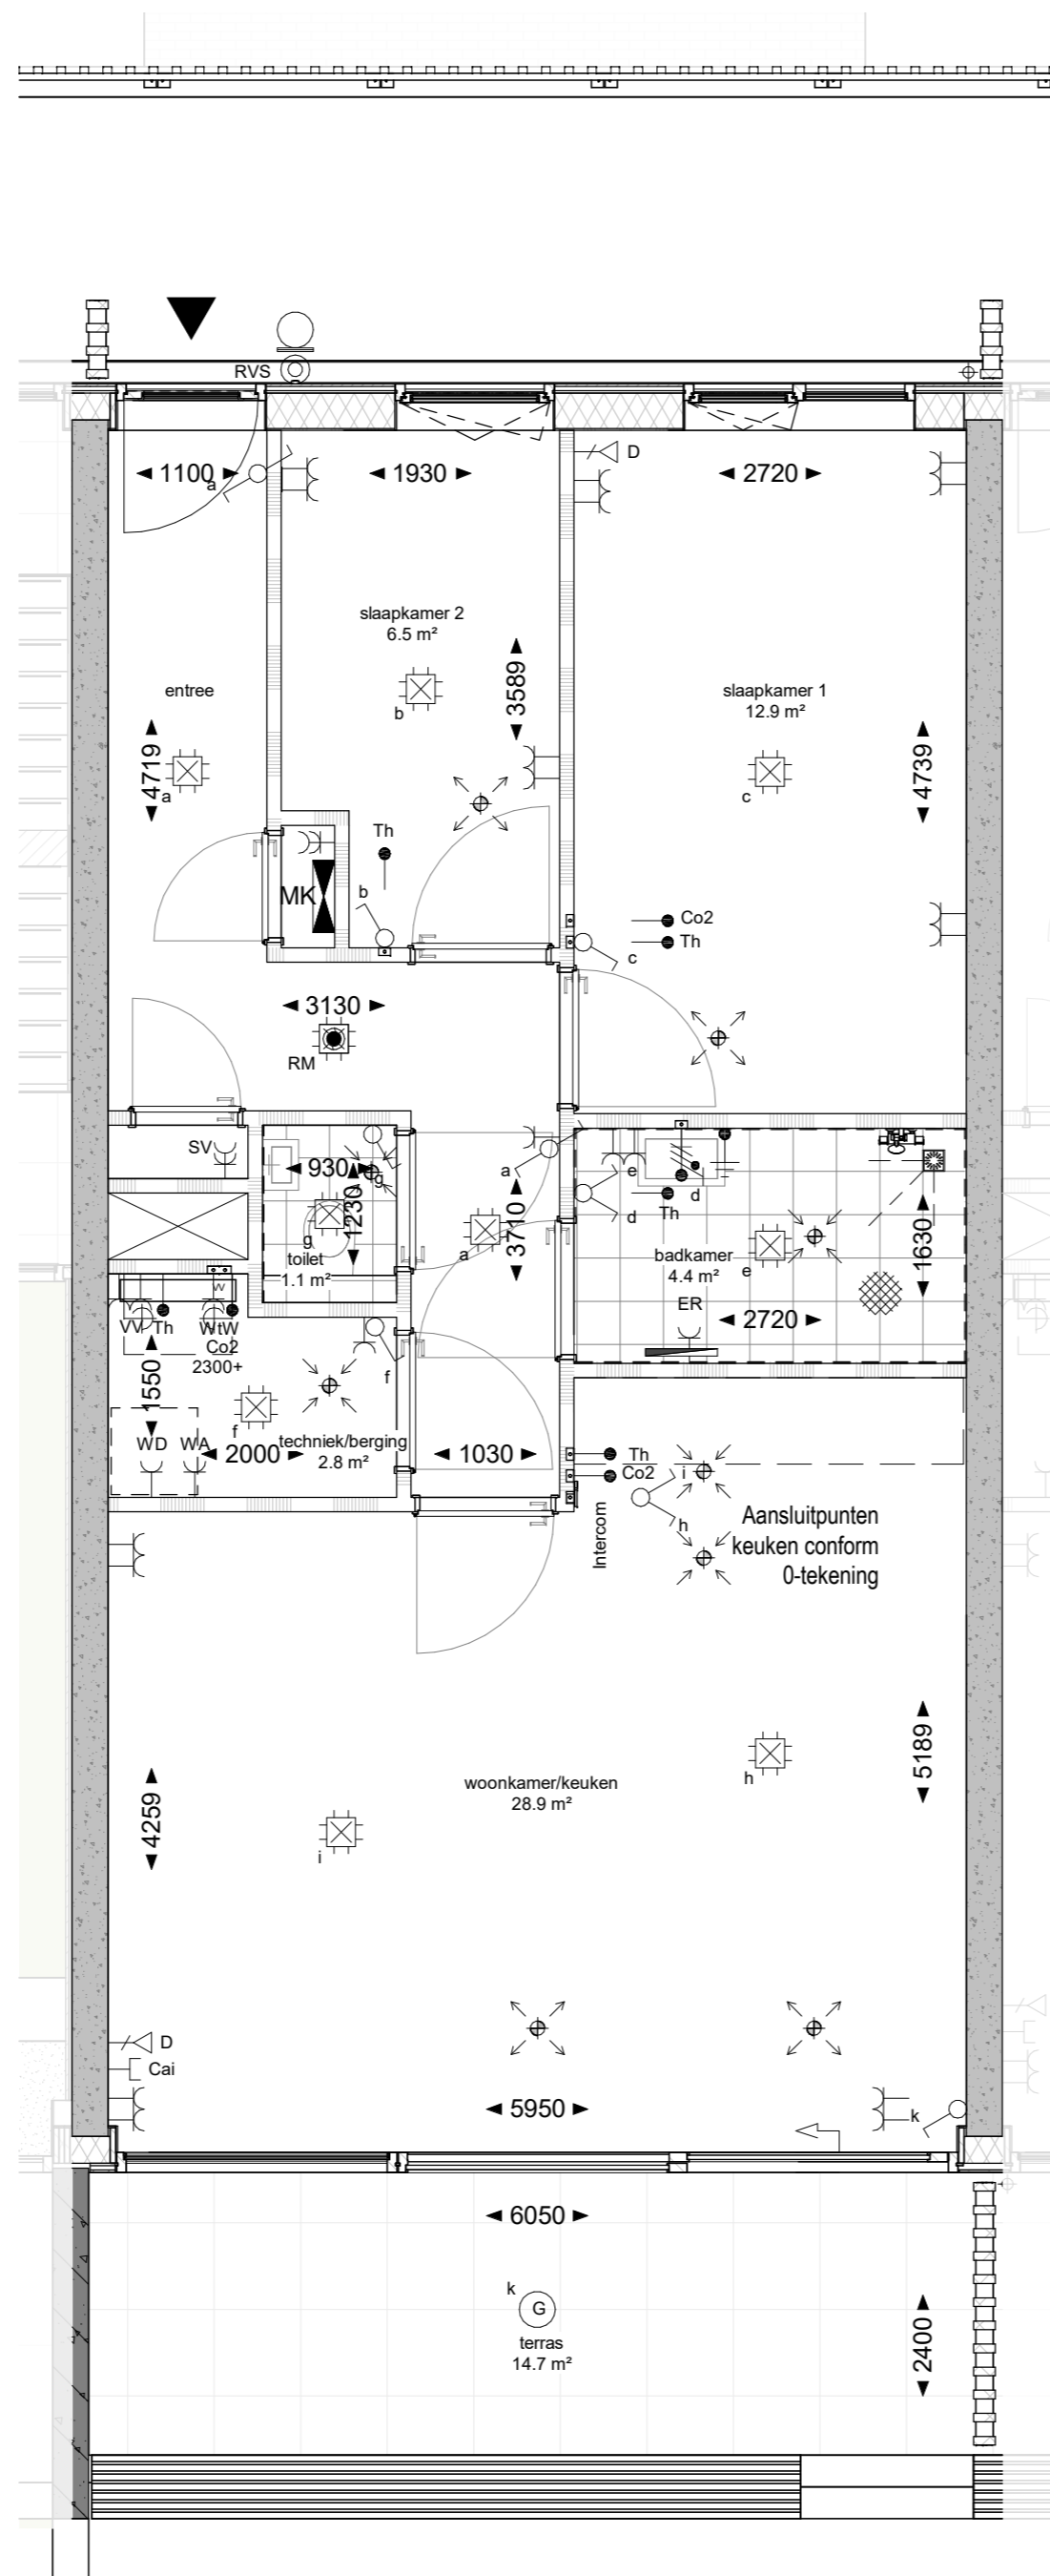 RVS
1100
a
1930
D
2720
slaapkamer 2
6.5 m²
b
3589
entree
4719
a
slaapkamer 1
12.9 m²
c
4739
Th
b
MK
Co2
Th
c
3130
RM
SV
930
g
1230
g
toilet
1.1 m²
a
a
3710
e
d
d
Th
badkamer
4.4 m²
e
1630
ER
2720
W
VV
Th
WtW
Co2
2300+
1550
f
f
WD
WA
2000
techniek/berging
2.8 m²
1030
Th
Co2
i
h
Intercom
Aansluitpunten
keuken conform
0-tekening
woonkamer/keuken
28.9 m²
h
5189
4259
i
D
Cai
5950
k
6050
k
G
terras
14.7 m²
2400